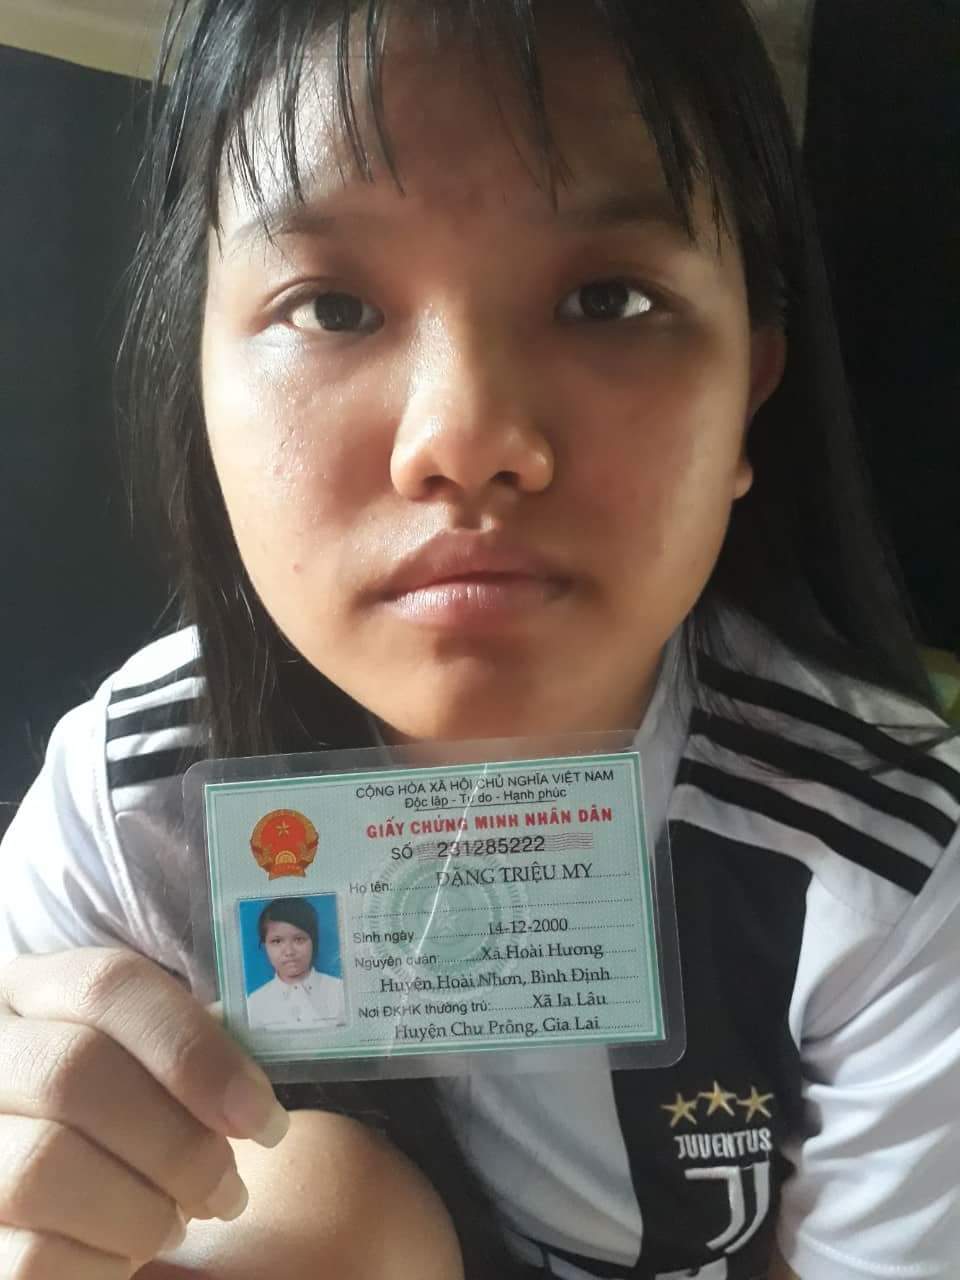 CỘNG HÒA XÃ HỘI CHỦ NGHĨA VIỆT NAM
Độc lập - Tự do - Hạnh phúc
GIẤY CHỨNG MINH NHÂN DÂN
SỐ 231285222
Họ tên: ĐẶNG TRIỆU MY
Sinh ngày 14-12-2000
Nguyên quán: Xã Hoài Hương
Huyện Hoài Nhơn, Bình Định
Nơi ĐKHK thường trú: Xã Ia Lâu
Huyện Chư Prông, Gia Lai
JUVENTUS